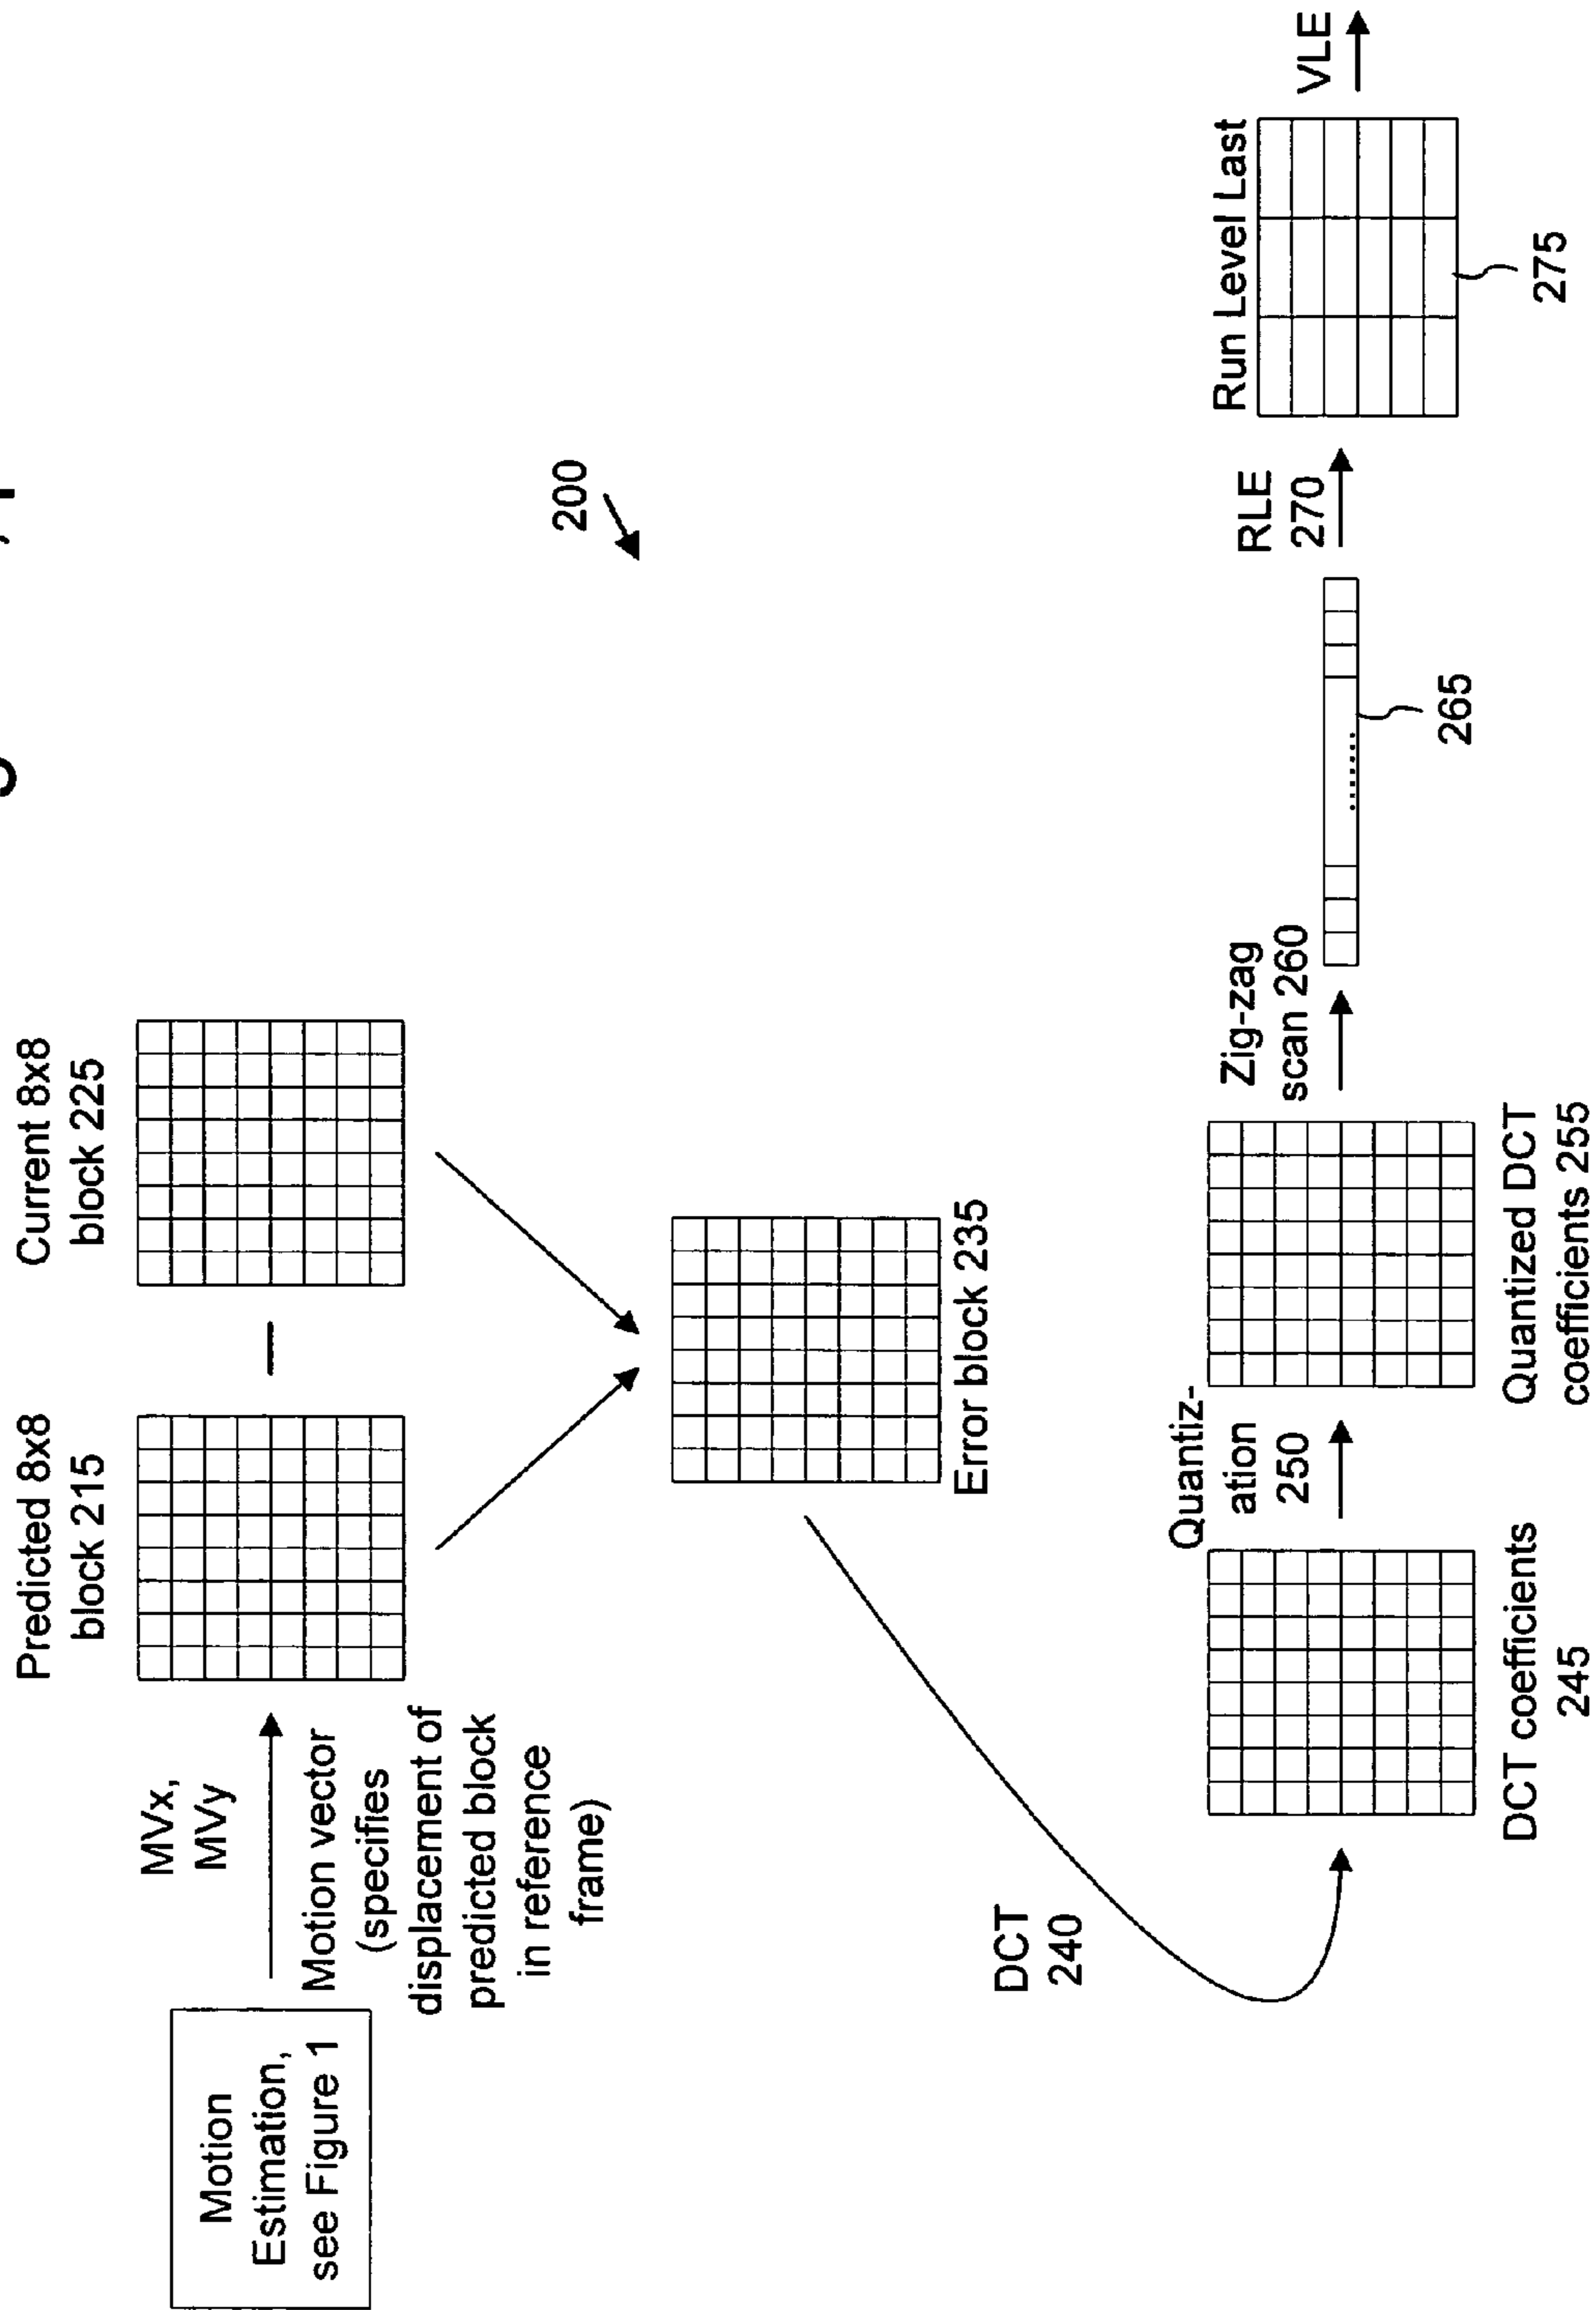 Motion
Estimation,
see Figure 1
MVx,
MVy
Motion vector
(specifies
displacement of
predicted block
in reference
frame)
Predicted 8x8
block 215
Current 8x8
block 225
Error block 235
200
DCT
240
DCT coefficients
245
Quantiz-
ation
250
Quantized DCT
coefficients 255
Zig-zag
scan 260
265
RLE
270
Run Level Last
275
VLE